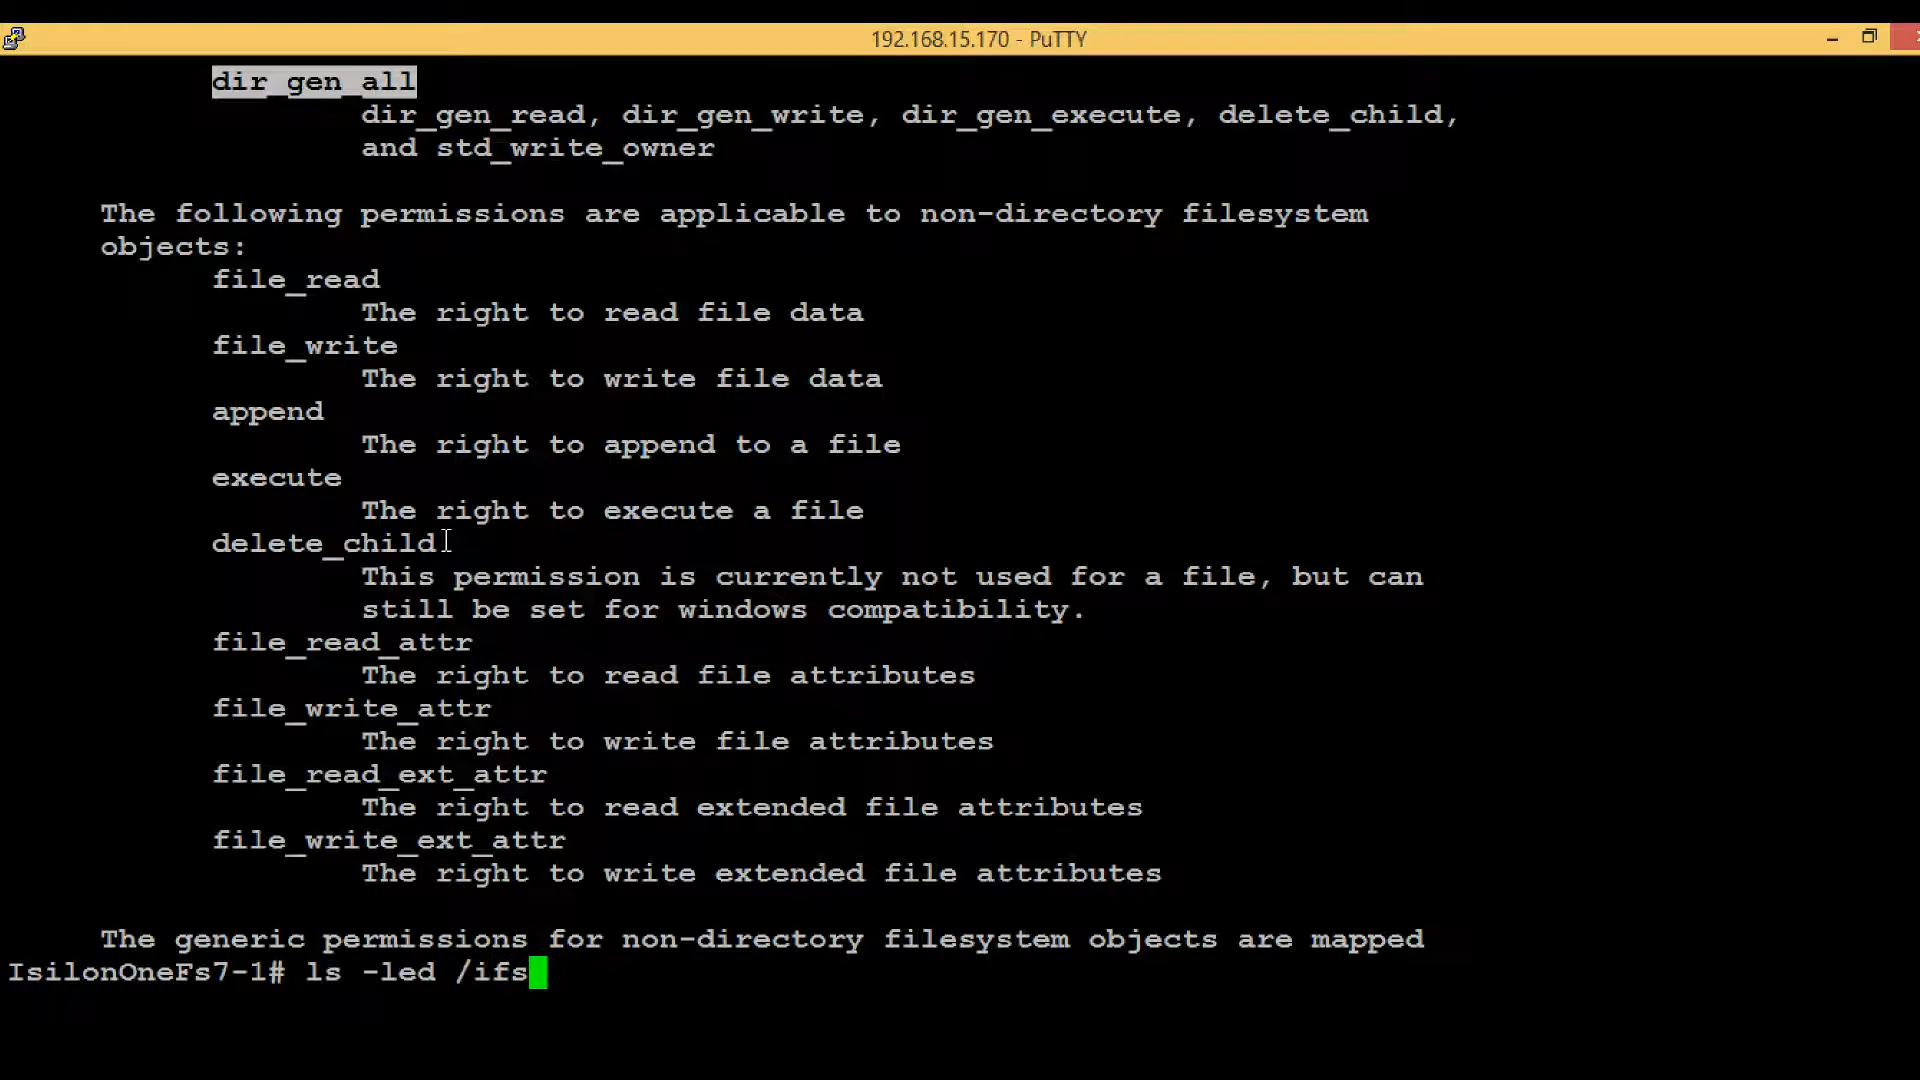 192.168.15.170 - PuTTY
dir_gen_all
dir_gen_read, dir_gen_write, dir_gen_execute, delete_child,
and std_write_owner
The following permissions are applicable to non-directory filesystem
objects:
file_read
The right to read file data
file_write
The right to write file data
append
The right to append to a file
execute
The right to execute a file
delete_child
This permission is currently not used for a file, but can
still be set for windows compatibility.
file_read_attr
The right to read file attributes
file_write_attr
The right to write file attributes
file_read_ext_attr
The right to read extended file attributes
file_write_ext_attr
The right to write extended file attributes
The generic permissions for non-directory filesystem objects are mapped
IsilonOneFs7-1# ls -led /ifs